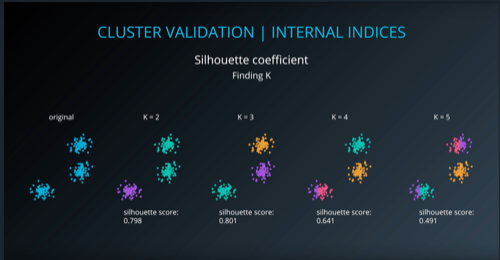 CLUSTER VALIDATION | INTERNAL INDICES
Silhouette coefficient
Finding K
original
K = 2
K = 3
K = 4
K = 5
silhouette score:
0.798
silhouette score:
0.801
silhouette score:
0.641
silhouette score:
0.491